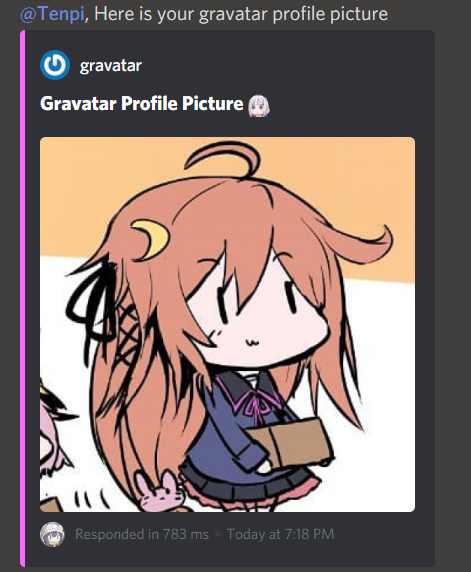 @Tenpi, Here is your gravatar profile picture
gravatar
Gravatar Profile Picture
Responded in 783 ms • Today at 7:18 PM